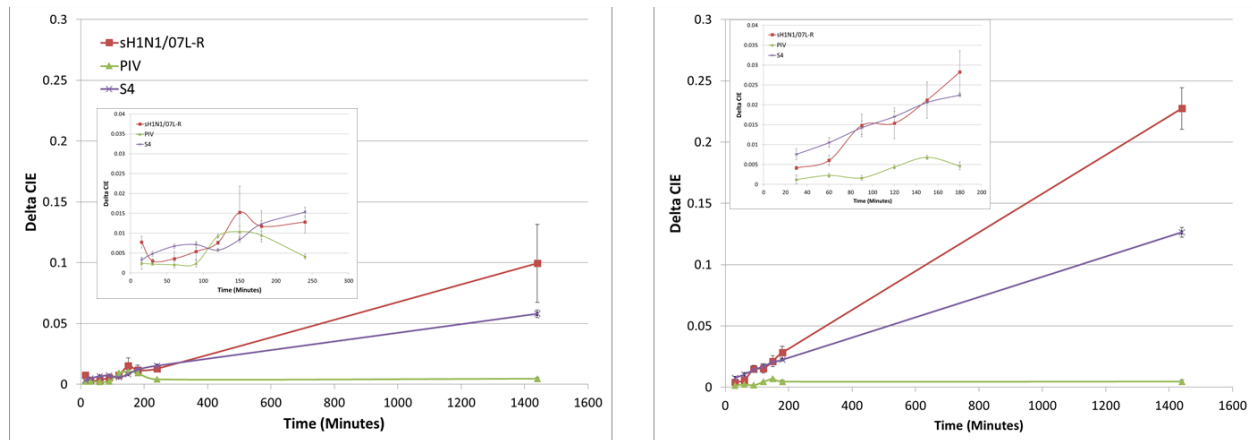 0.3
0.25
0.2
0.15
0.1
0.05
0
Delta CIE
sH1N1/07L-R
PIV
S4
0.04
0.035
0.03
0.025
0.02
0.015
0.01
0.005
0
Delta CIE
sH1N1/07L-R
PIV
S4
0 50 100 150 200 250 300
Time (Minutes)
0 200 400 600 800 1000 1200 1400 1600
Time (Minutes)
0.3
0.25
0.2
0.15
0.1
0.05
0
Delta CIE
0.04
0.035
0.03
0.025
0.02
0.015
0.01
0.005
0
Delta CIE
sH1N1/07L-R
PIV
S4
0 20 40 60 80 100 120 140 160 180 200
Time (Minutes)
0 200 400 600 800 1000 1200 1400 1600
Time (Minutes)